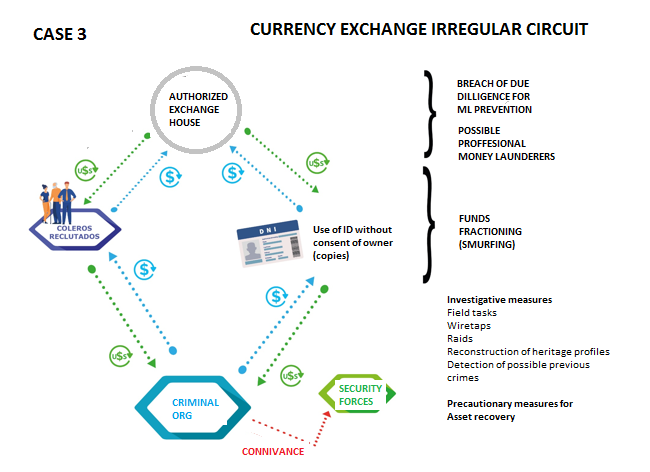 CASE 3
CURRENCY EXCHANGE IRREGULAR CIRCUIT
AUTHORIZED
EXCHANGE
HOUSE
BREACH OF DUE
DILLIGENCE FOR
ML PREVENTION
POSSIBLE
PROFFESIONAL
MONEY LAUNDERERS
U$S
$
$
U$S
COLEROS
RECLUTADOS
DNI
Use of ID without
consent of owner
(copies)
FUNDS
FRACTIONING
(SMURFING)
$
$
U$S
U$S
Investigative measures
Field tasks
Wiretaps
Raids
Reconstruction of heritage profiles
Detection of possible previous
crimes
Precautionary measures for
Asset recovery
CRIMINAL
ORG
SECURITY
FORCES
CONNIVANCE